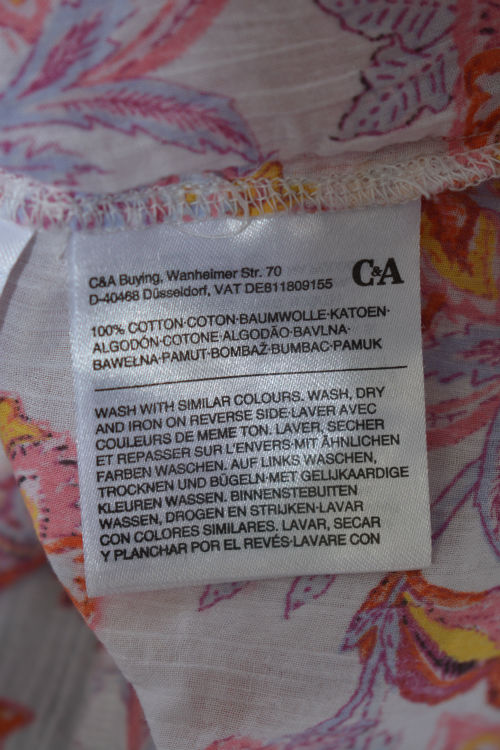 C&A Buying, Wanheimer Str. 70
D-40468 Düsseldorf, VAT DE811809155
C&A
100% COTTON·COTON·BAUMWOLLE·KATOEN·
ALGODÓN·COTONE·ALGODÃO·BAVLNA·
BAWEŁNA·PAMUT·BOMBAŽ·BUMBAC·PAMUK
WASH WITH SIMILAR COLOURS. WASH, DRY
AND IRON ON REVERSE SIDE·LAVER AVEC
COULEURS DE MEME TON. LAVER, SECHER
ET REPASSER SUR L'ENVERS·MIT ÄHNLICHEN
FARBEN WASCHEN. AUF LINKS WASCHEN,
TROCKNEN UND BÜGELN·MET GELIJKAARDIGE
KLEUREN WASSEN. BINNENSTEBUITEN
WASSEN, DROGEN EN STRIJKEN·LAVAR
CON COLORES SIMILARES. LAVAR, SECAR
Y PLANCHAR POR EL REVÉS·LAVARE CON